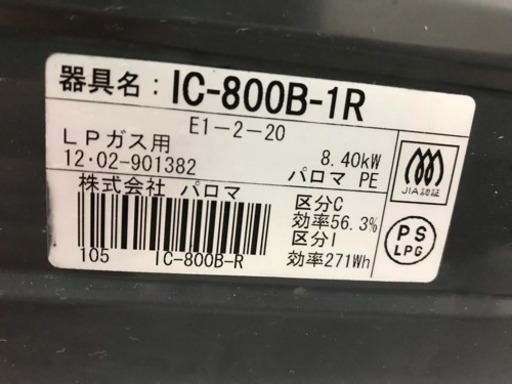 器具名：IC-800B-1R
E1-2-20
LPガス用 8.40kW
12・02-901382 パロマ PE
株式会社 パロマ
区分C
効率56.3%
区分I
効率271Wh
105 IC-800B-R
JIA認証
PS
LPG